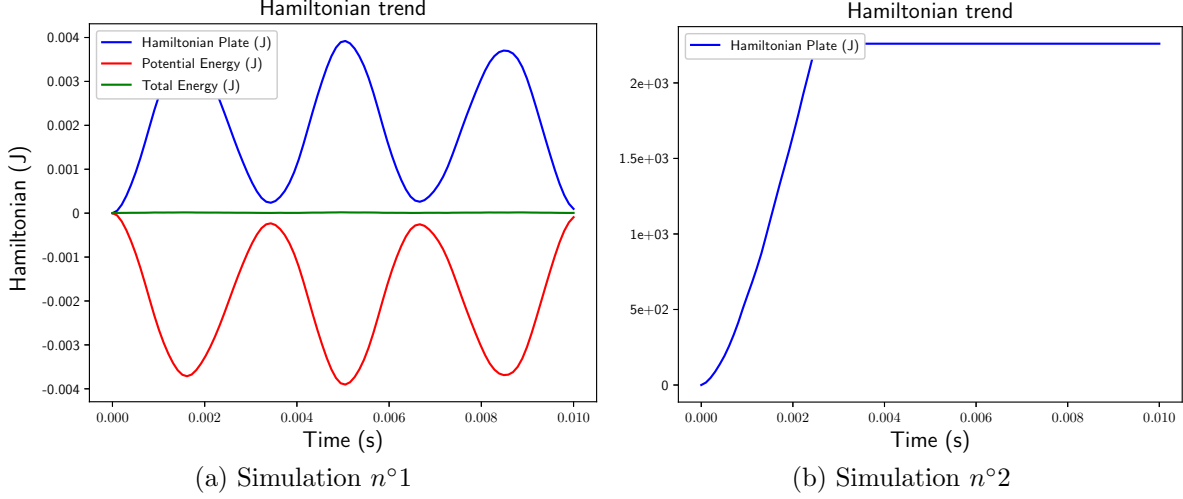 Hamiltonian trend
Hamiltonian (J)
0.004
0.003
0.002
0.001
0
-0.001
-0.002
-0.003
-0.004
Hamiltonian Plate (J)
Potential Energy (J)
Total Energy (J)
0.000 0.002 0.004 0.006 0.008 0.010
Time (s)
(a) Simulation n°1
Hamiltonian trend
2e+03
1.5e+03
1e+03
5e+02
0
Hamiltonian Plate (J)
0.000 0.002 0.004 0.006 0.008 0.010
Time (s)
(b) Simulation n°2